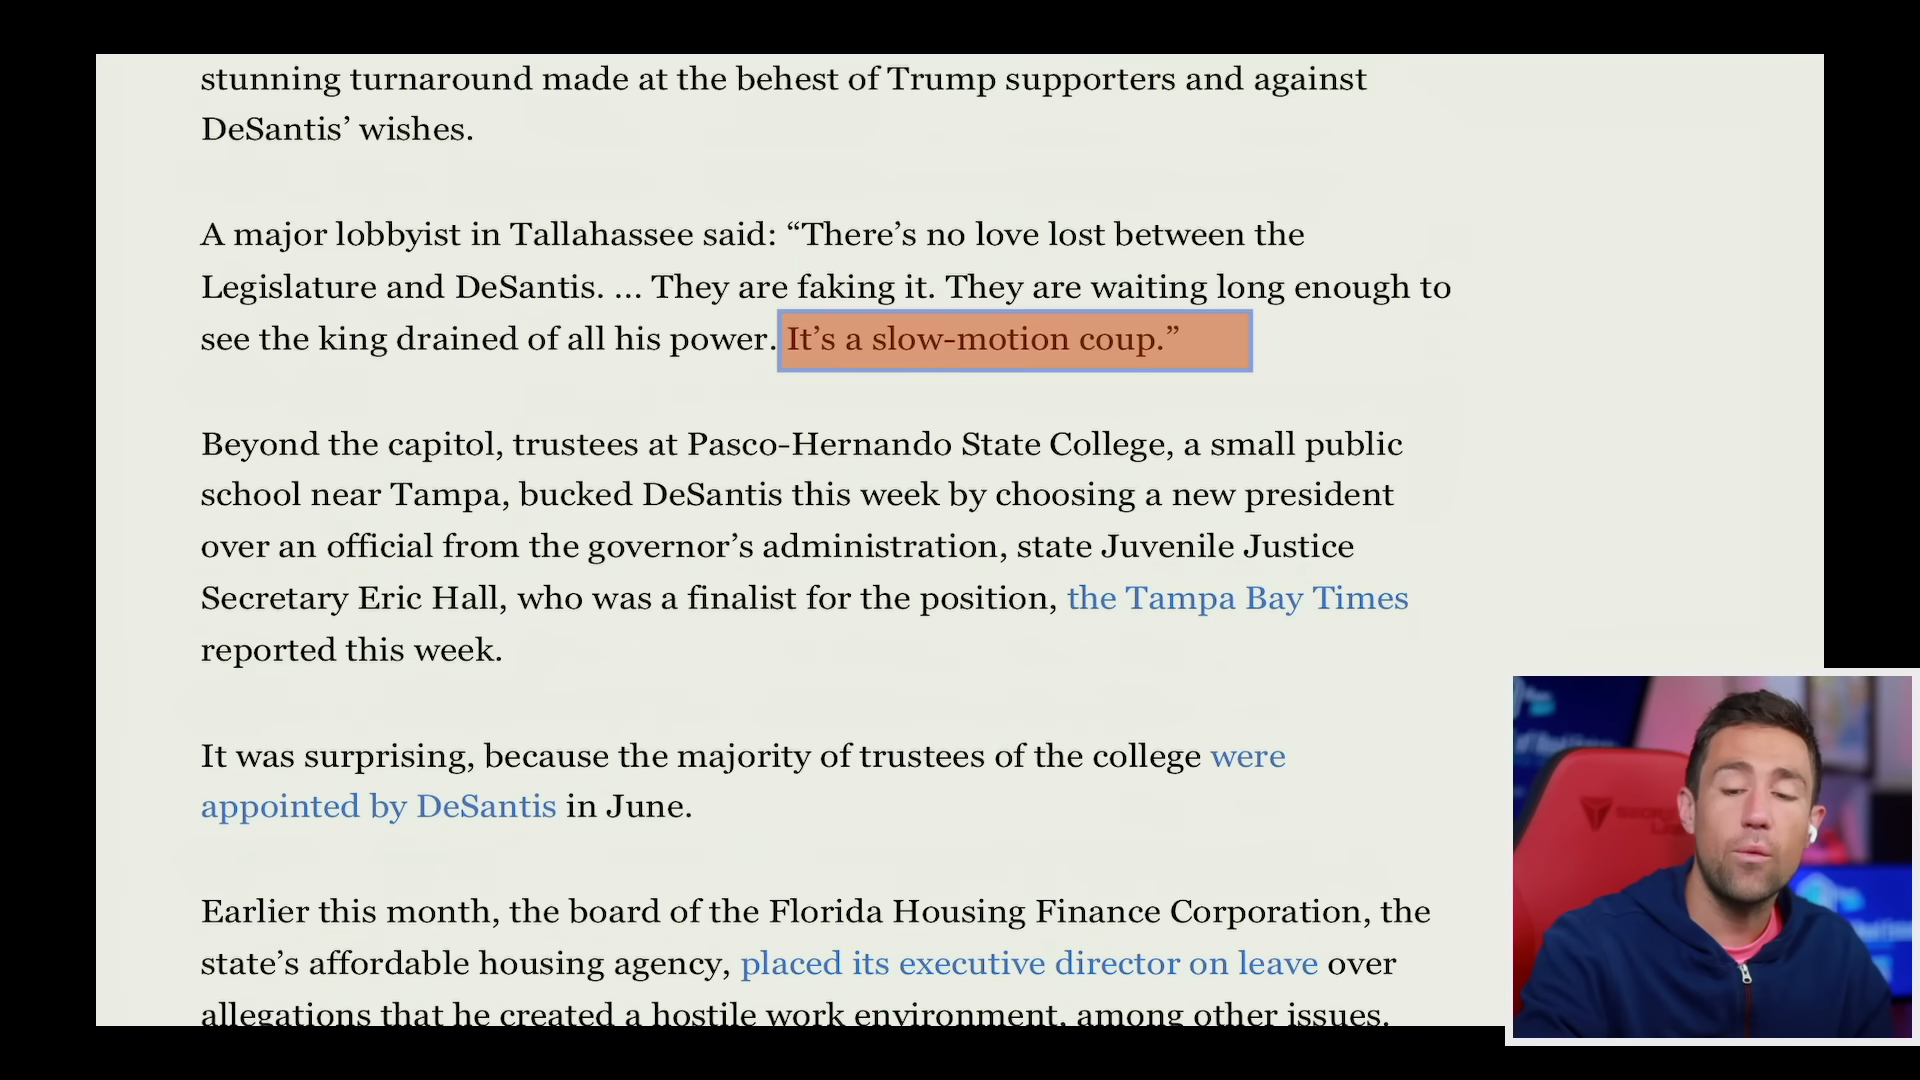 stunning turnaround made at the behest of Trump supporters and against
DeSantis’ wishes.
A major lobbyist in Tallahassee said: “There’s no love lost between the
Legislature and DeSantis. ... They are faking it. They are waiting long enough to
see the king drained of all his power. It’s a slow-motion coup.”
Beyond the capitol, trustees at Pasco-Hernando State College, a small public
school near Tampa, bucked DeSantis this week by choosing a new president
over an official from the governor’s administration, state Juvenile Justice
Secretary Eric Hall, who was a finalist for the position, the Tampa Bay Times
reported this week.
It was surprising, because the majority of trustees of the college were
appointed by DeSantis in June.
Earlier this month, the board of the Florida Housing Finance Corporation, the
state’s affordable housing agency, placed its executive director on leave over
allegations that he created a hostile work environment, among other issues.